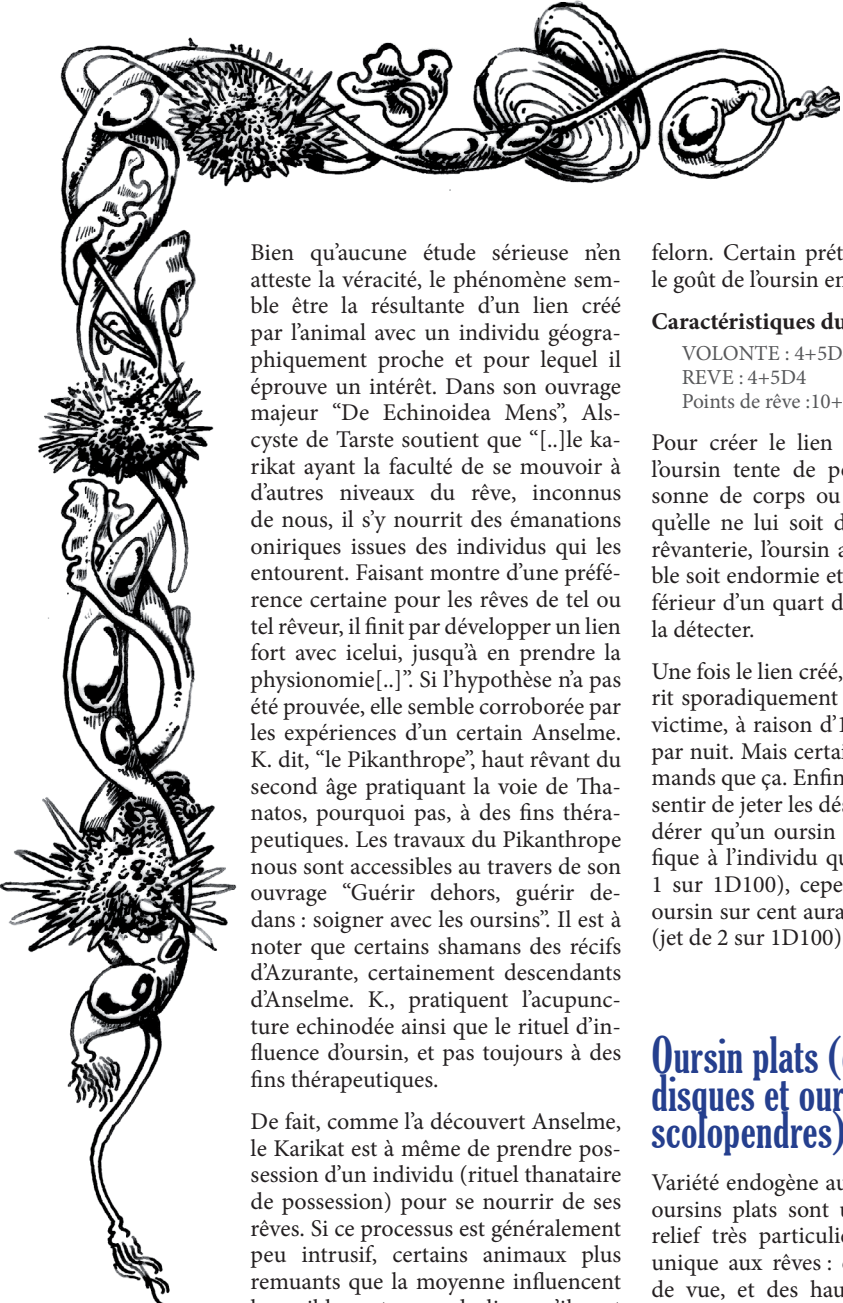 Bien qu’aucune étude sérieuse n’en
atteste la véracité, le phénomène sem-
ble être la résultante d’un lien créé
par l’animal avec un individu géogra-
phiquement proche et pour lequel il
éprouve un intérêt. Dans son ouvrage
majeur “De Echinoidea Mens”, Als-
cyste de Tarste soutient que “[..]le ka-
rikat ayant la faculté de se mouvoir à
d’autres niveaux du rêve, inconnus
de nous, il s’y nourrit des émanations
oniriques issues des individus qui les
entourent. Faisant montre d’une préfé-
rence certaine pour les rêves de tel ou
tel rêveur, il finit par développer un lien
fort avec icelui, jusqu’à en prendre la
physionomie[..]”. Si l’hypothèse n’a pas
été prouvée, elle semble corroborée par
les expériences d’un certain Anselme.
K. dit, “le Pikanthrope”, haut rêvant du
second âge pratiquant la voie de Tha-
natos, pourquoi pas, à des fins théra-
peutiques. Les travaux du Pikanthrope
nous sont accessibles au travers de son
ouvrage “Guérir dehors, guérir de-
dans : soigner avec les oursins”. Il est à
noter que certains shamans des récifs
d’Azurante, certainement descendants
d’Anselme. K., pratiquent l’acupunc-
ture echinodée ainsi que le rituel d’in-
fluence d’oursin, et pas toujours à des
fins thérapeutiques.
De fait, comme l’a découvert Anselme,
le Karikat est à même de prendre pos-
session d’un individu (rituel thanataire
de possession) pour se nourrir de ses
rêves. Si ce processus est généralement
peu intrusif, certains animaux plus
remuants que la moyenne influencent
felorn. Certain prét
le goût de l’oursin en
Caractéristiques du
VOLONTE : 4+5D
REVE : 4+5D4
Points de rêve :10+
Pour créer le lien
l’oursin tente de po
sonne de corps ou
qu’elle ne lui soit d
rêvanterie, l’oursin a
ble soit endormie et
férieur d’un quart d
la détecter.
Une fois le lien créé,
rit sporadiquement
victime, à raison d’1
par nuit. Mais certai
mands que ça. Enfin
sentir de jeter les dés
dérer qu’un oursin
fique à l’individu qu
1 sur 1D100), cepe
oursin sur cent aura
(jet de 2 sur 1D100)
Oursin plats (
disques et our
scolopendres)
Variété endogène au
oursins plats sont u
relief très particulie
unique aux rêves : 
de vue, et des hau